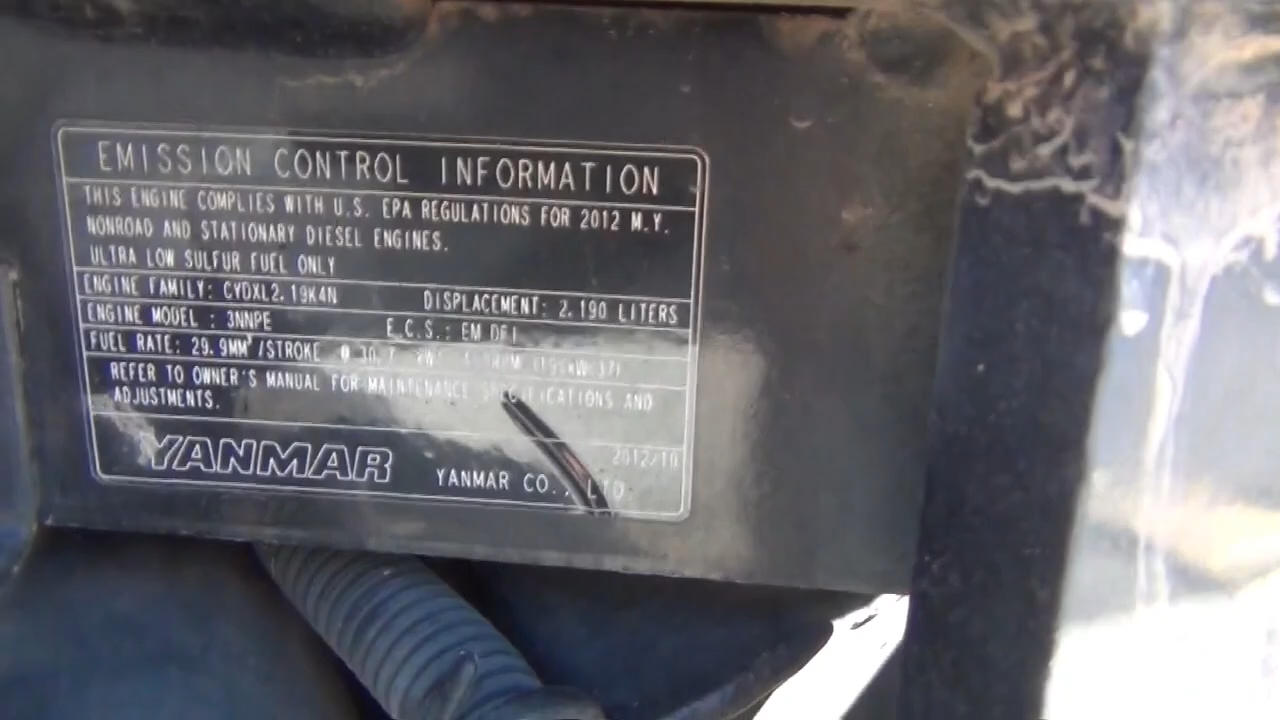 EMISSION CONTROL INFORMATION
THIS ENGINE COMPLIES WITH U.S. EPA REGULATIONS FOR 2012 M.Y.
NONROAD AND STATIONARY DIESEL ENGINES.
ULTRA LOW SULFUR FUEL ONLY
ENGINE FAMILY: CYDXL2.19K4N DISPLACEMENT: 2.190 LITERS
ENGINE MODEL : 3NNPE E.C.S.: EM DFI
FUEL RATE: 29.9MM³/STROKE @ 30.7
REFER TO OWNER'S MANUAL FOR MAINTENANCE SPECIFICATIONS AND
ADJUSTMENTS.
2012/10
YANMAR YANMAR CO., LTD.